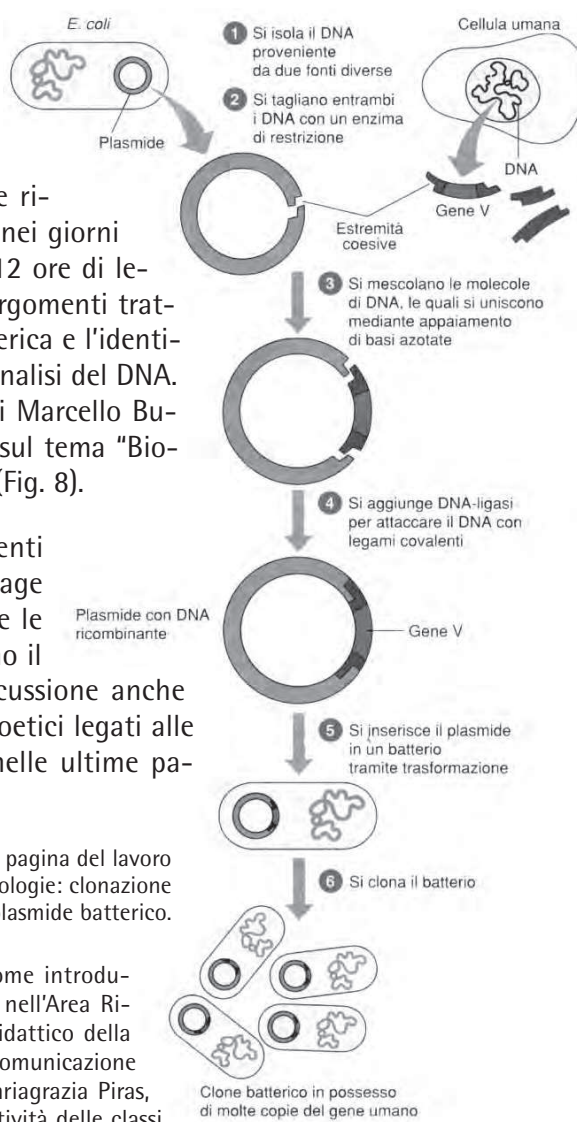 E. coli
Plasmide
1 Si isola il DNA
proveniente
da due fonti diverse
2 Si tagliano entrambi
i DNA con un enzima
di restrizione
Cellula umana
DNA
Gene V
Estremità
coesive
3 Si mescolano le molecole
di DNA, le quali si uniscono
mediante appaiamento
di basi azotate
4 Si aggiunge DNA-ligasi
per attaccare il DNA con
legami covalenti
Plasmide con DNA
ricombinante
Gene V
5 Si inserisce il plasmide
in un batterio
tramite trasformazione
6 Si clona il batterio
Clone batterico in possesso
di molte copie del gene umano
e ri-
nei giorni
12 ore di le-
rgomenti trat-
erica e l'identi-
nalisi del DNA.
i Marcello Bu-
sul tema "Bio-
(Fig. 8).
enti
age
e le
o il
cussione anche
oetici legati alle
nelle ultime pa-
pagina del lavoro
ologie: clonazione
plasmide batterico.
ome introdu-
nell'Area Ri-
idattico della
omunicazione
ariagrazia Piras,
tività delle classi